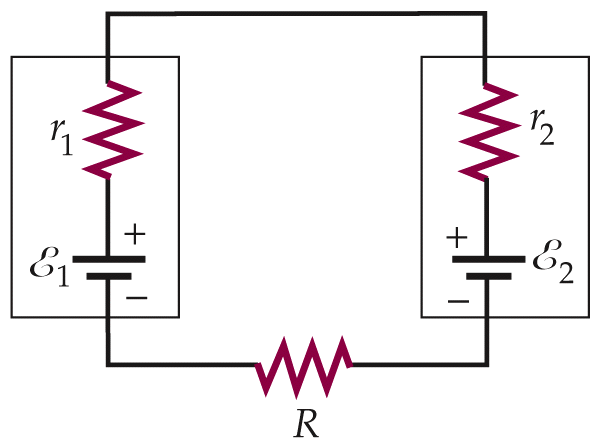 r1
r2
+
+
ℰ1
ℰ2
−
−
R